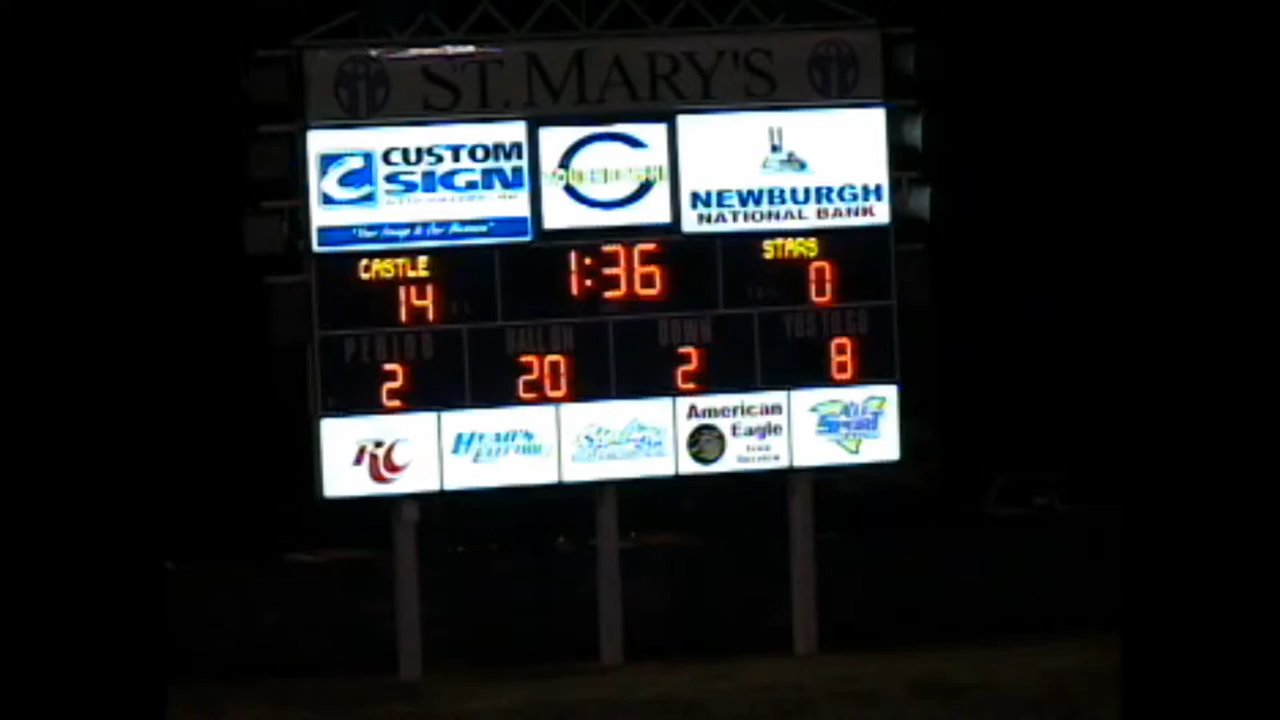 ST. MARY'S
CUSTOM
SIGN
NEWBURGH
NATIONAL BANK
CASTLE
1:36
STARS
14
0
PERIOD
BALL ON
DOWN
YDS TO GO
2
20
2
8
RC
American
Eagle